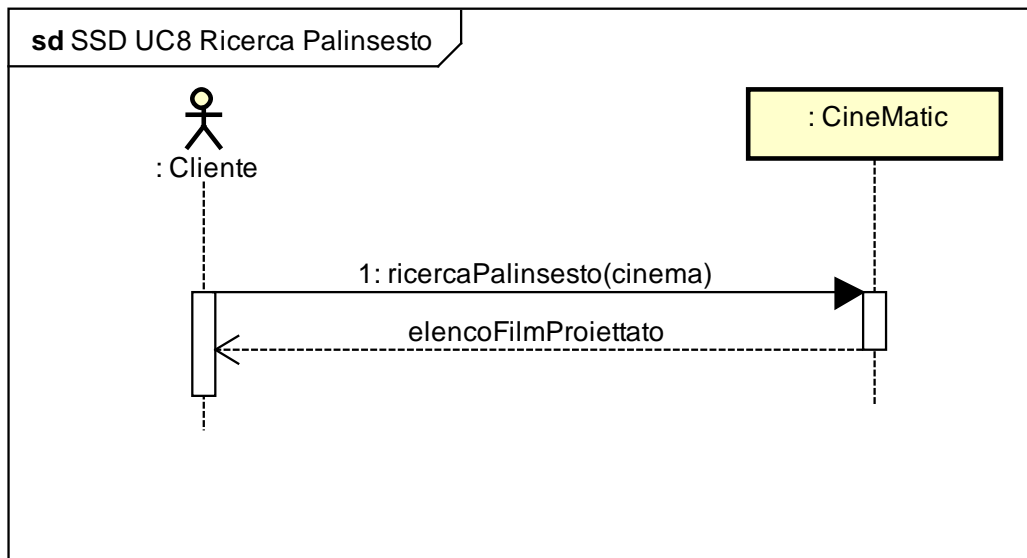 sd SSD UC8 Ricerca Palinsesto
: Cliente
: CineMatic
1: ricercaPalinsesto(cinema)
elencoFilmProiettato